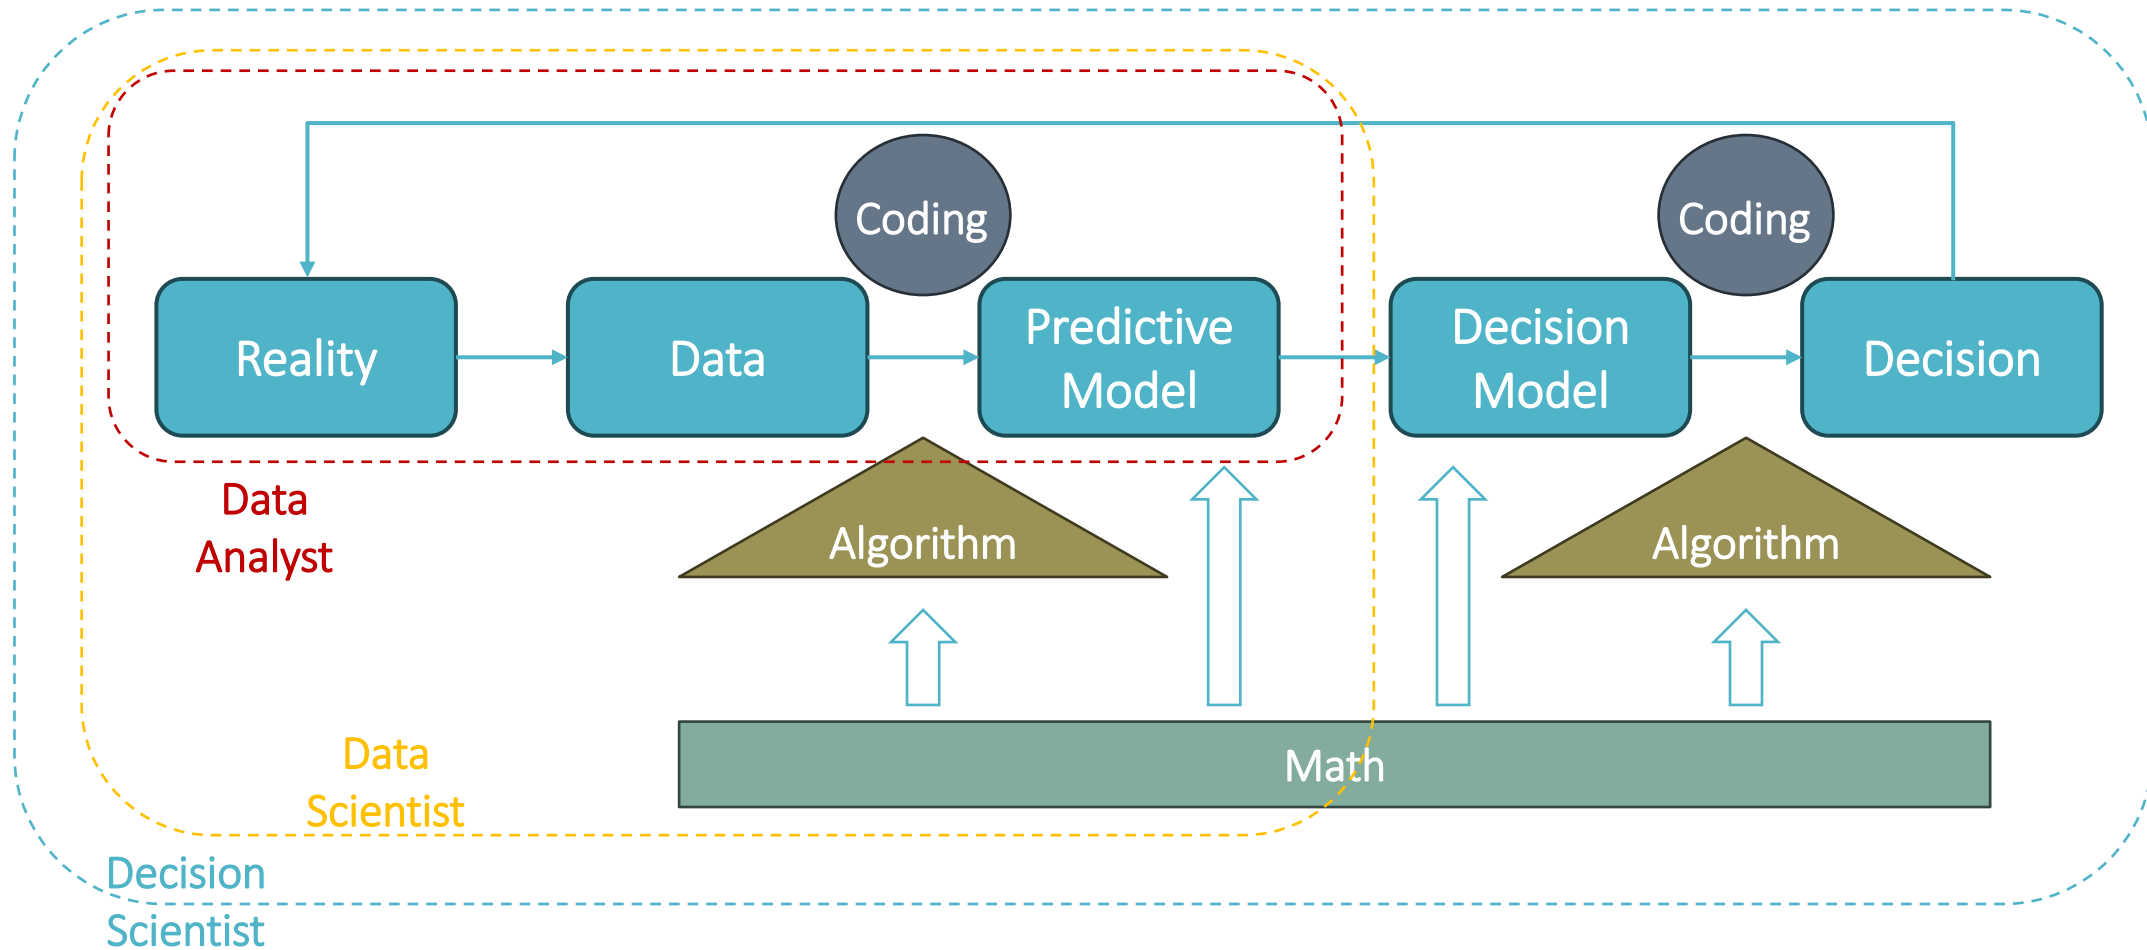 Coding
Coding
Reality
Data
Predictive
Model
Decision
Model
Decision
Data
Analyst
Algorithm
Algorithm
Data
Scientist
Math
Decision
Scientist